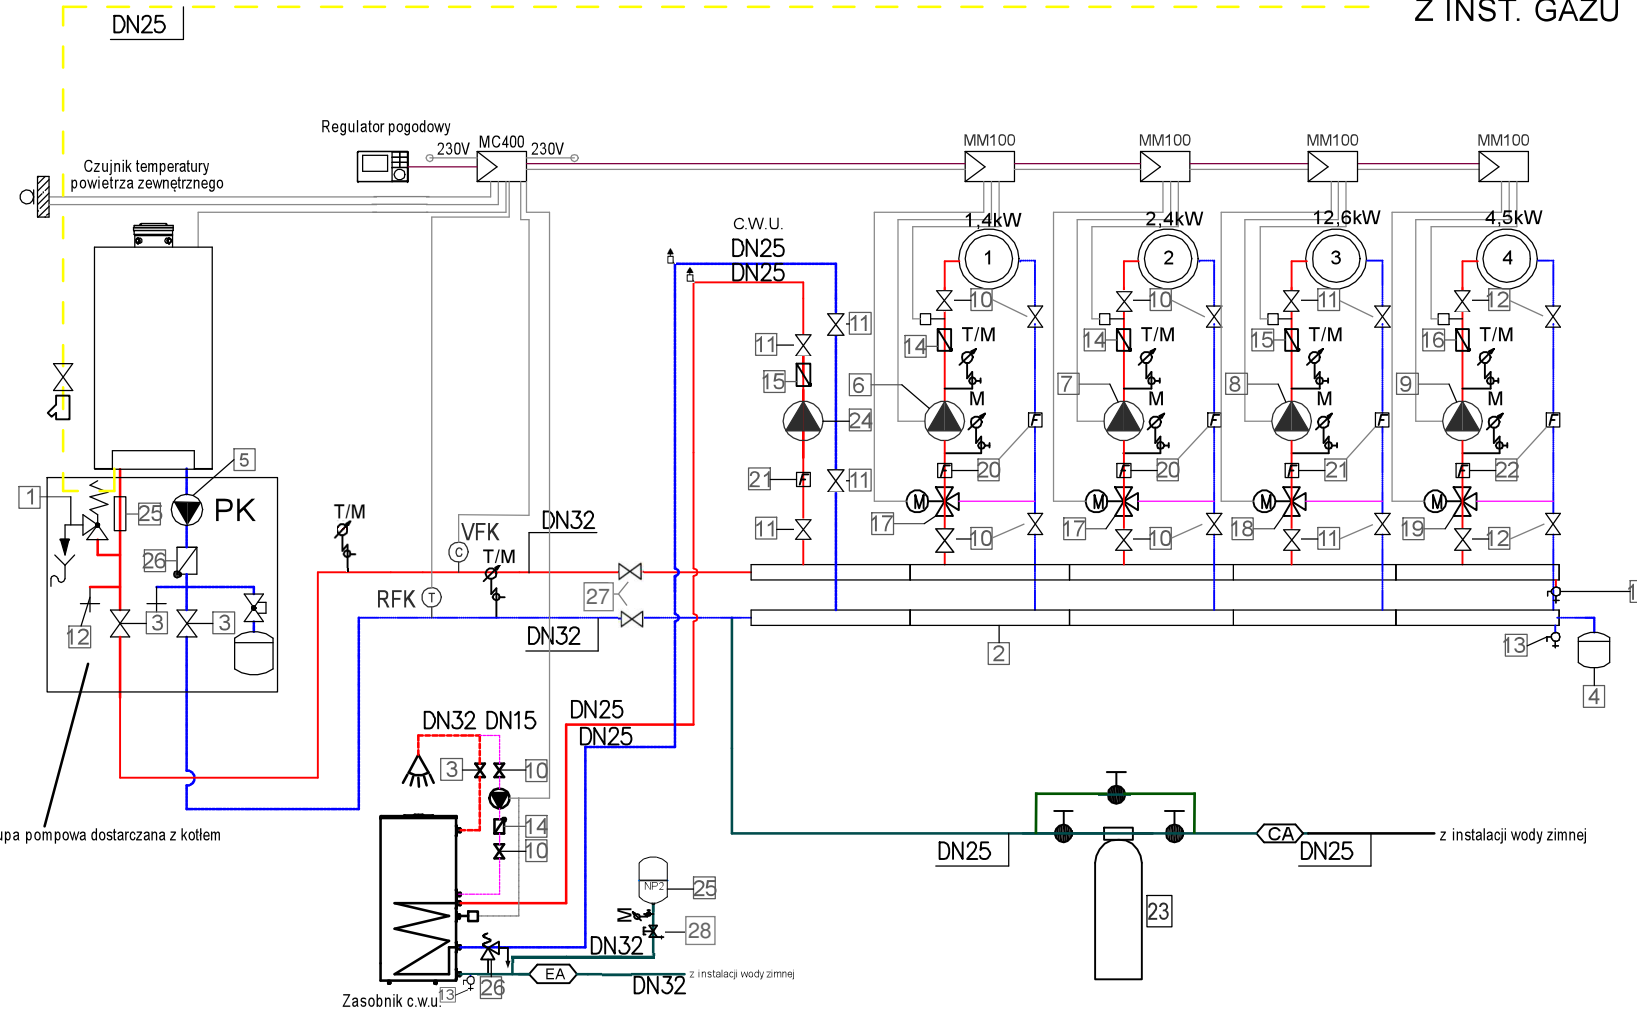 Z INST. GAZU
DN25
Regulator pogodowy
230V
MC400
230V
MM100
MM100
MM100
MM100
Czujnik temperatury
powietrza zewnętrznego
C.W.U.
DN25
DN25
1,4kW
2,4kW
12,6kW
4,5kW
1
2
3
4
10
10
11
12
11
11
14
T/M
14
T/M
15
T/M
16
T/M
15
6
7
8
9
M
M
M
M
24
F
F
F
F
5
21
F
11
F
20
F
20
F
21
F
22
1
25
PK
M
M
M
M
17
17
18
19
T/M
VFK
C
DN32
11
10
10
11
12
26
T/M
RFK
T
27
12
3
3
DN32
2
13
4
DN32
DN15
DN25
DN25
3
10
14
10
upa pompowa dostarczana z kotłem
CA
z instalacji wody zimnej
DN25
DN25
NP2
25
M
28
23
DN32
EA
z instalacji wody zimnej
DN32
13
26
Zasobnik c.w.u.